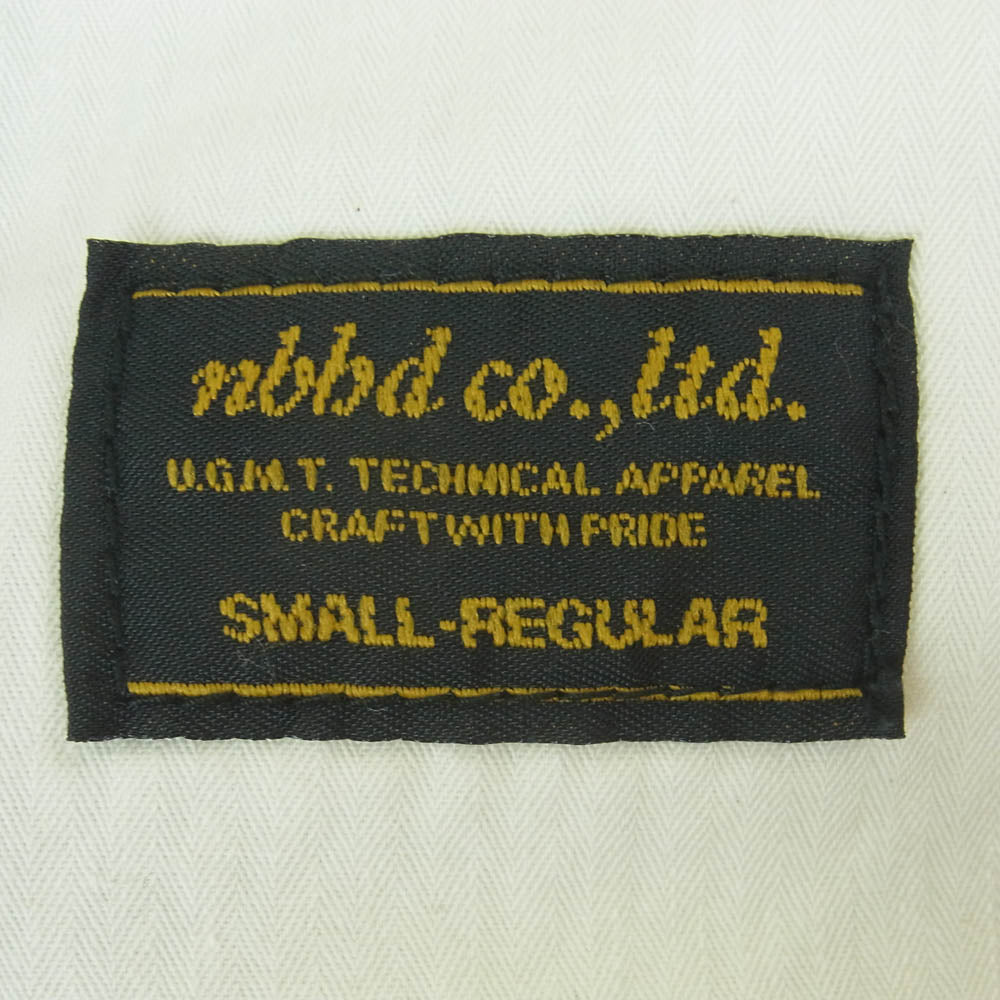 nbhd co.,ltd.
U.G.M.T. TECHNICAL APPAREL
CRAFT WITH PRIDE
SMALL-REGULAR